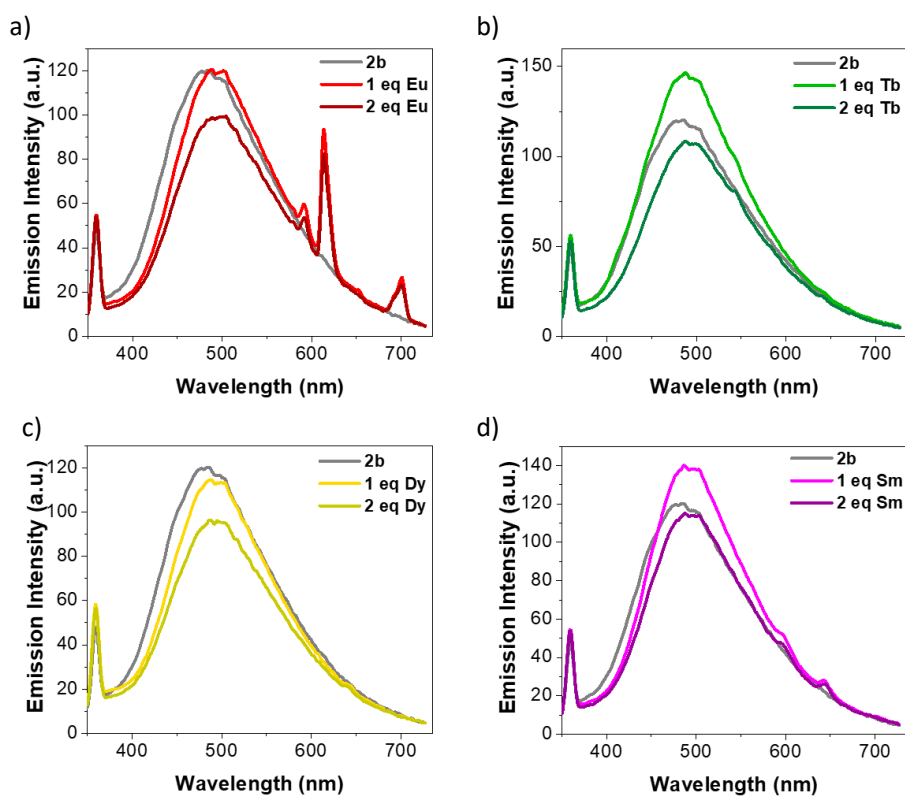 a)
Emission Intensity (a.u.)
120
100
80
60
40
20
0
2b
1 eq Eu
2 eq Eu
400 500 600 700
Wavelength (nm)
b)
Emission Intensity (a.u.)
150
100
50
0
2b
1 eq Tb
2 eq Tb
400 500 600 700
Wavelength (nm)
c)
Emission Intensity (a.u.)
120
100
80
60
40
20
0
2b
1 eq Dy
2 eq Dy
400 500 600 700
Wavelength (nm)
d)
Emission Intensity (a.u.)
140
120
100
80
60
40
20
0
2b
1 eq Sm
2 eq Sm
400 500 600 700
Wavelength (nm)